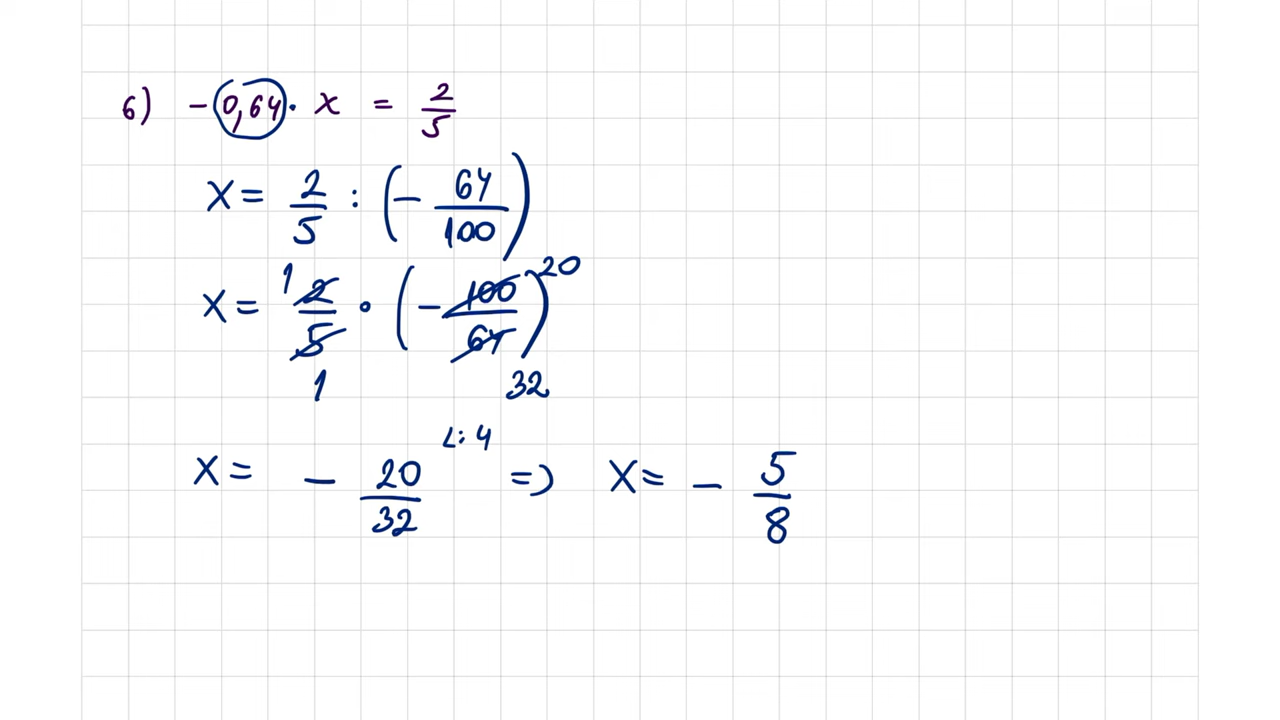 6) - 0,64 · x = 2/5
X = 2/5 : (- 64/100)
X = 1 2/5 1 · (- 100/64) 20 32
X = - 20/32 L: 4 => X = - 5/8